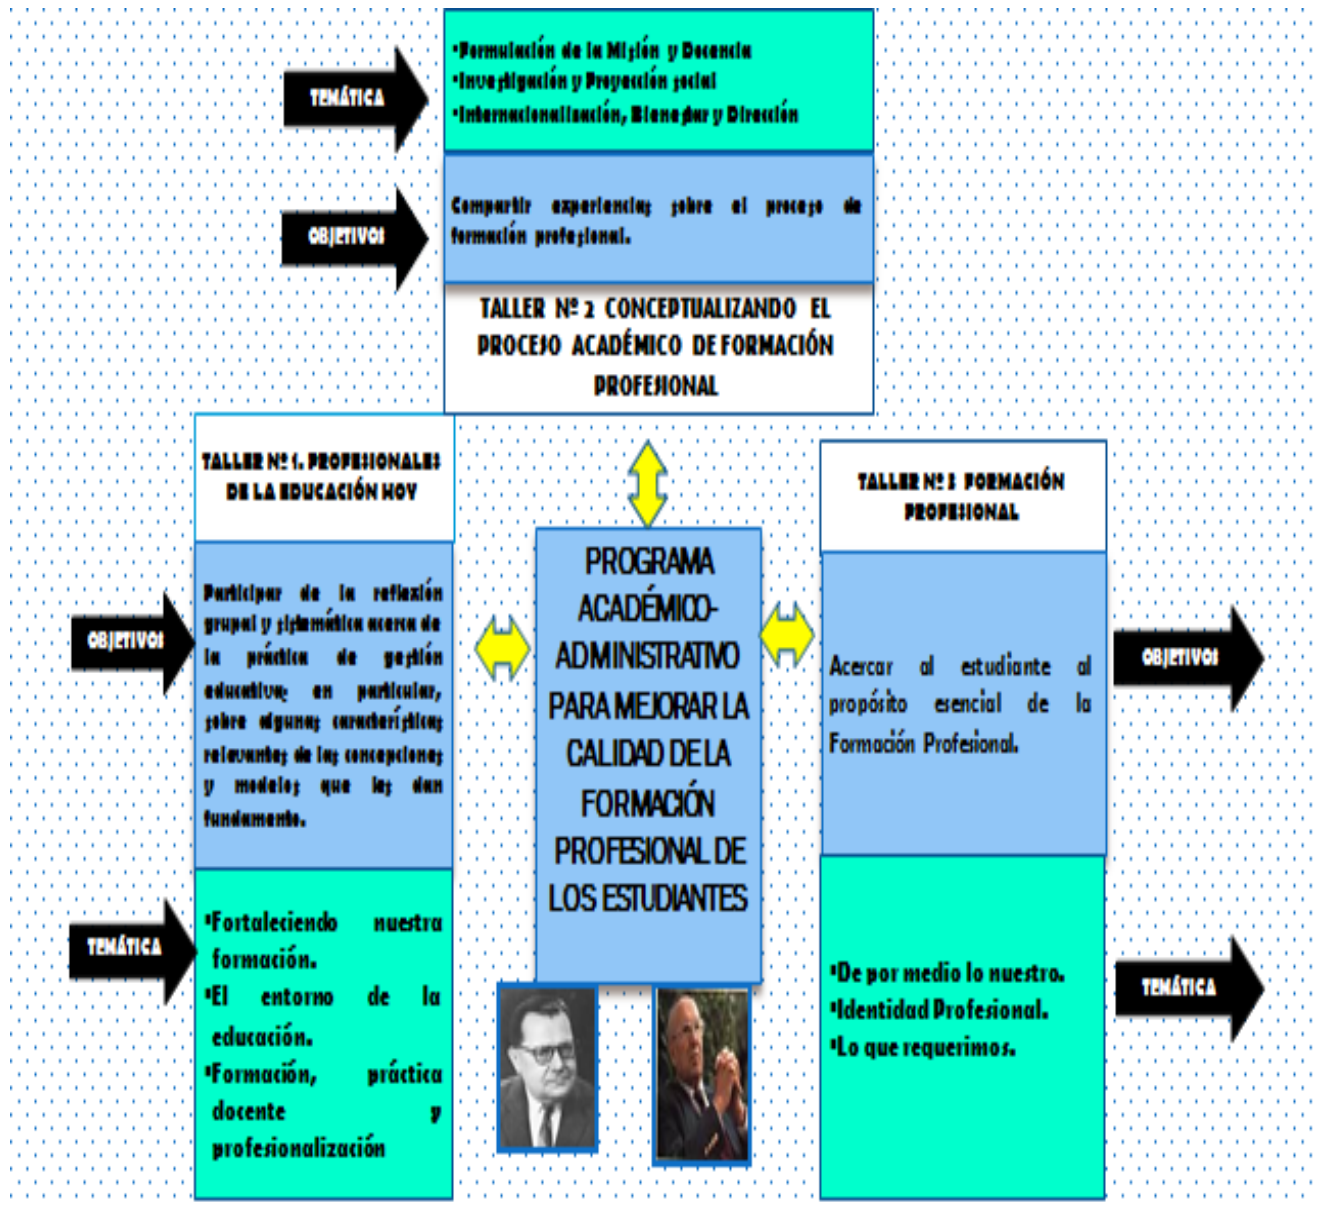 TEMÁTICA
•Formulación de la Misión y Docencia
•Investigación y Proyección social
•Internacionalización, Bienestar y Dirección
OBJETIVOS
Compartir experiencias sobre el proceso de
formación profesional.
TALLER Nº 2 CONCEPTUALIZANDO EL
PROCESO ACADÉMICO DE FORMACIÓN
PROFESIONAL
TALLER Nº 1. PROFESIONALES
DE LA EDUCACIÓN HOY
OBJETIVOS
Participar de la reflexión
grupal y sistemática acerca de
la práctica de gestión
educativa; en particular,
sobre algunas características
relevantes de las concepciones
y modelos que les dan
fundamento.
TEMÁTICA
•Fortaleciendo nuestra
formación.
•El entorno de la
educación.
•Formación, práctica
docente y
profesionalización
PROGRAMA
ACADÉMICO-
ADMINISTRATIVO
PARA MEJORAR LA
CALIDAD DE LA
FORMACIÓN
PROFESIONAL DE
LOS ESTUDIANTES
TALLER Nº 3 FORMACIÓN
PROFESIONAL
Acercar al estudiante al
propósito esencial de la
Formación Profesional.
OBJETIVOS
•De por medio lo nuestro.
•Identidad Profesional.
•Lo que requerimos.
TEMÁTICA